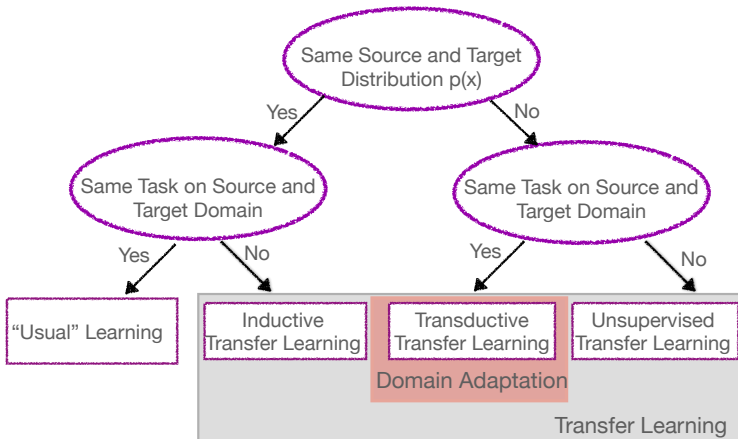 Same Source and Target
Distribution p(x)
Yes
No
Same Task on Source and
Target Domain
Same Task on Source and
Target Domain
Yes
No
Yes
No
“Usual” Learning
Inductive
Transfer Learning
Transductive
Transfer Learning
Unsupervised
Transfer Learning
Domain Adaptation
Transfer Learning